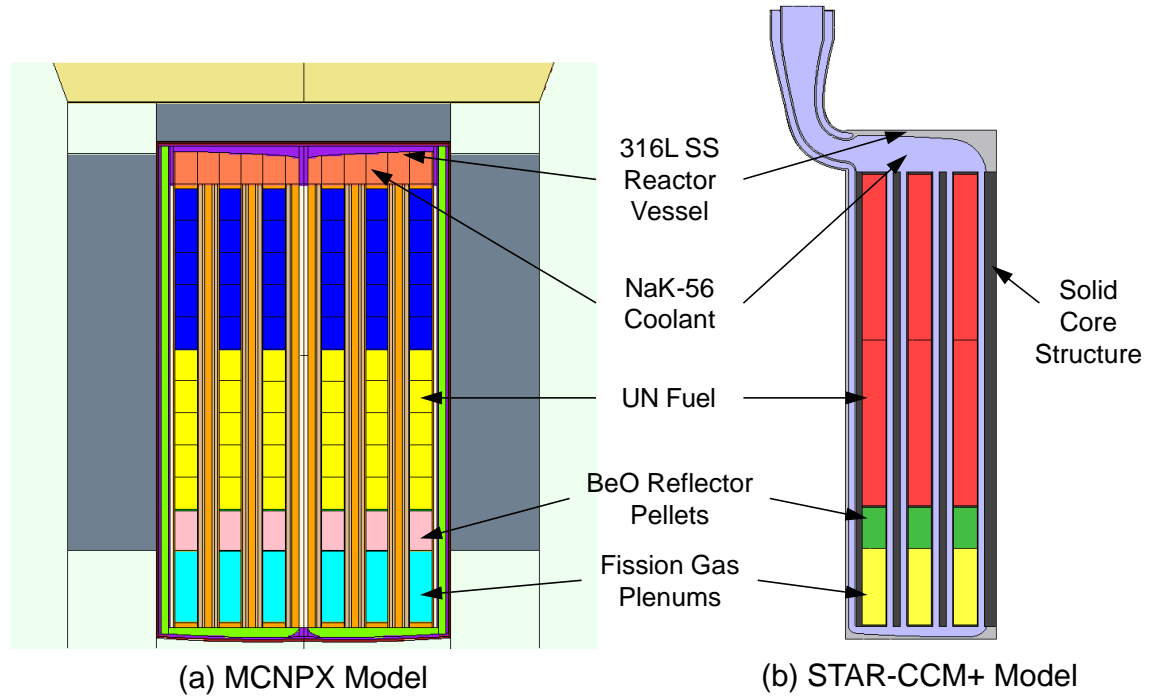 316L SS
Reactor
Vessel
NaK-56
Coolant
Solid
Core
Structure
UN Fuel
BeO Reflector
Pellets
Fission Gas
Plenums
(a) MCNPX Model
(b) STAR-CCM+ Model